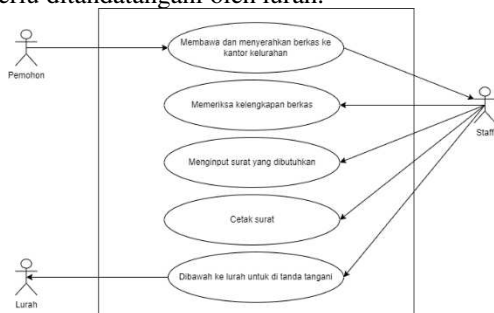 perlu ditandatangani oleh lurah.
Membawa dan menyerahkan berkas ke
kantor kelurahan
Pemohon
Memeriksa kelengkapan berkas
Staff
Menginput surat yang dibutuhkan
Cetak surat
Dibawah ke lurah untuk di tanda tangani
Lurah